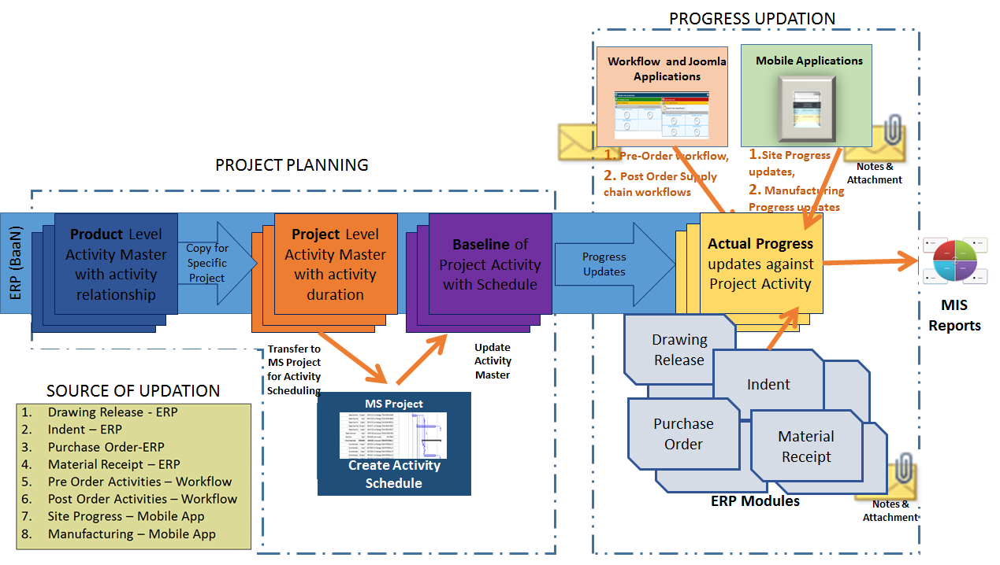 PROGRESS UPDATION
Workflow and Joomla
Applications
Mobile Applications
1. Pre-Order workflow,
2. Post Order Supply
chain workflows
1.Site Progress
updates,
2. Manufacturing
Progress updates
Notes &
Attachment
PROJECT PLANNING
ERP (BaaN)
Product Level
Activity Master
with activity
relationship
Copy for
Specific
Project
Project Level
Activity Master
with activity
duration
Baseline of
Project Activity
with Schedule
Progress
Updates
Actual Progress
updates against
Project Activity
MIS
Reports
Transfer to
MS Project
for Activity
Scheduling
Update
Activity
Master
MS Project
Create Activity
Schedule
Drawing
Release
Indent
Purchase
Order
Material
Receipt
ERP Modules
Notes &
Attachment
SOURCE OF UPDATION
1. Drawing Release - ERP
2. Indent – ERP
3. Purchase Order-ERP
4. Material Receipt – ERP
5. Pre Order Activities – Workflow
6. Post Order Activities – Workflow
7. Site Progress – Mobile App
8. Manufacturing – Mobile App